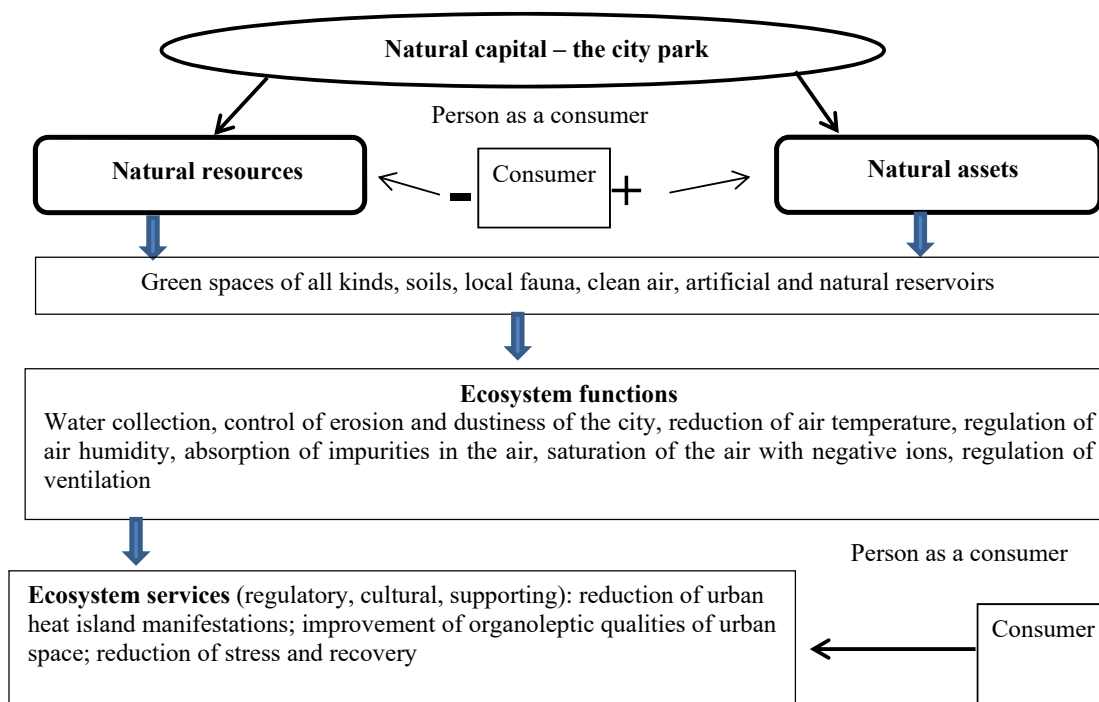 Natural capital – the city park
Person as a consumer
Natural resources
- Consumer +
Natural assets
Green spaces of all kinds, soils, local fauna, clean air, artificial and natural reservoirs
Ecosystem functions
Water collection, control of erosion and dustiness of the city, reduction of air temperature, regulation of
air humidity, absorption of impurities in the air, saturation of the air with negative ions, regulation of
ventilation
Person as a consumer
Ecosystem services (regulatory, cultural, supporting): reduction of urban
heat island manifestations; improvement of organoleptic qualities of urban
space; reduction of stress and recovery
Consumer